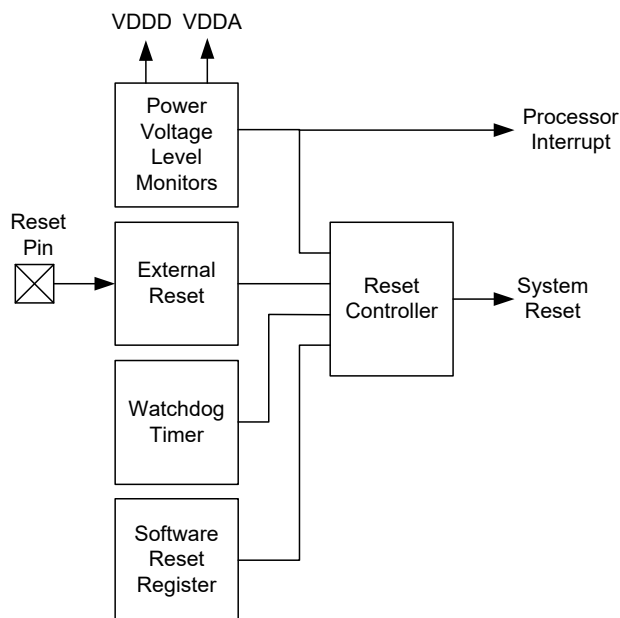 VDDD VDDA
Power
Voltage
Level
Monitors
Processor
Interrupt
Reset
Pin
External
Reset
Reset
Controller
System
Reset
Watchdog
Timer
Software
Reset
Register